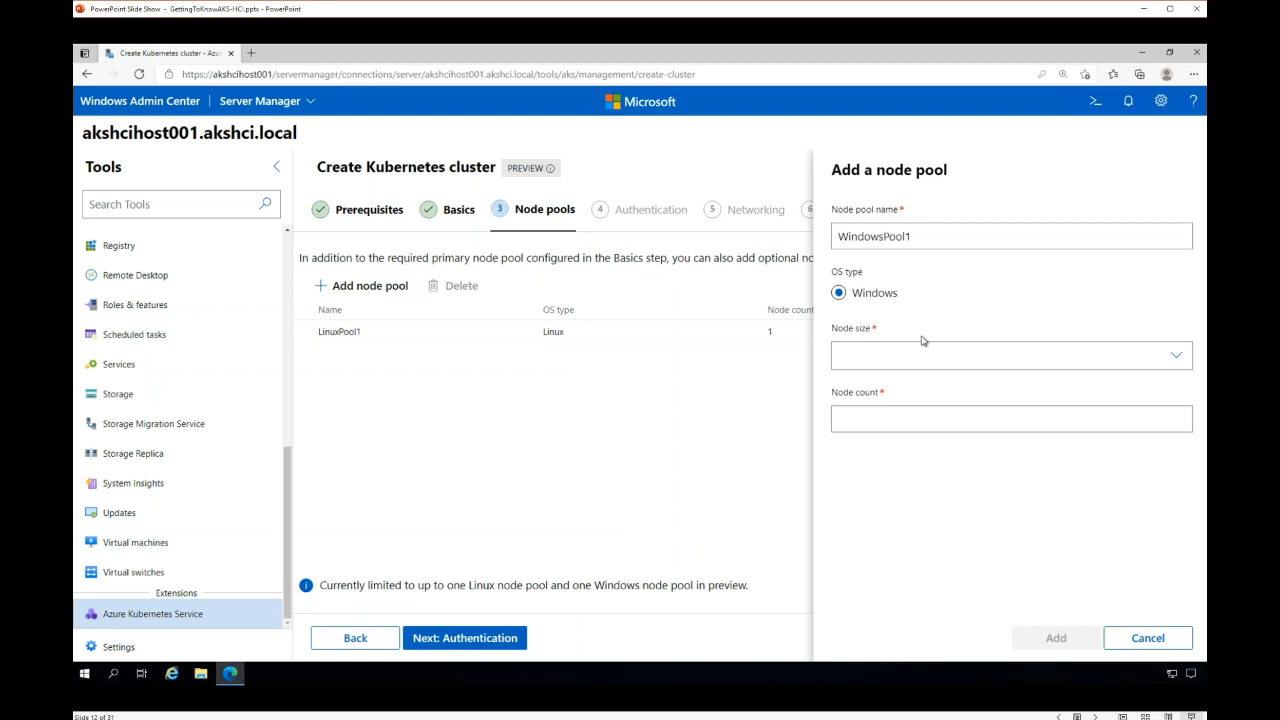 PowerPoint Slide Show - GettingToKnowAKS-HCI.pptx - PowerPoint
Create Kubernetes cluster - Azur
https://akshcihost001/servermanager/connections/server/akshcihost001.akshci.local/tools/aks/management/create-cluster
Windows Admin Center | Server Manager
Microsoft
akshcihost001.akshci.local
Tools
Search Tools
Registry
Remote Desktop
Roles & features
Scheduled tasks
Services
Storage
Storage Migration Service
Storage Replica
System Insights
Updates
Virtual machines
Virtual switches
Extensions
Azure Kubernetes Service
Settings
Create Kubernetes cluster PREVIEW
Prerequisites Basics 3 Node pools 4 Authentication 5 Networking 6
In addition to the required primary node pool configured in the Basics step, you can also add optional no
Add node pool Delete
Name OS type Node count
LinuxPool1 Linux 1
Currently limited to up to one Linux node pool and one Windows node pool in preview.
Back Next: Authentication
Add a node pool
Node pool name*
WindowsPool1
OS type
Windows
Node size*
Node count*
Add Cancel
Slide 12 of 31